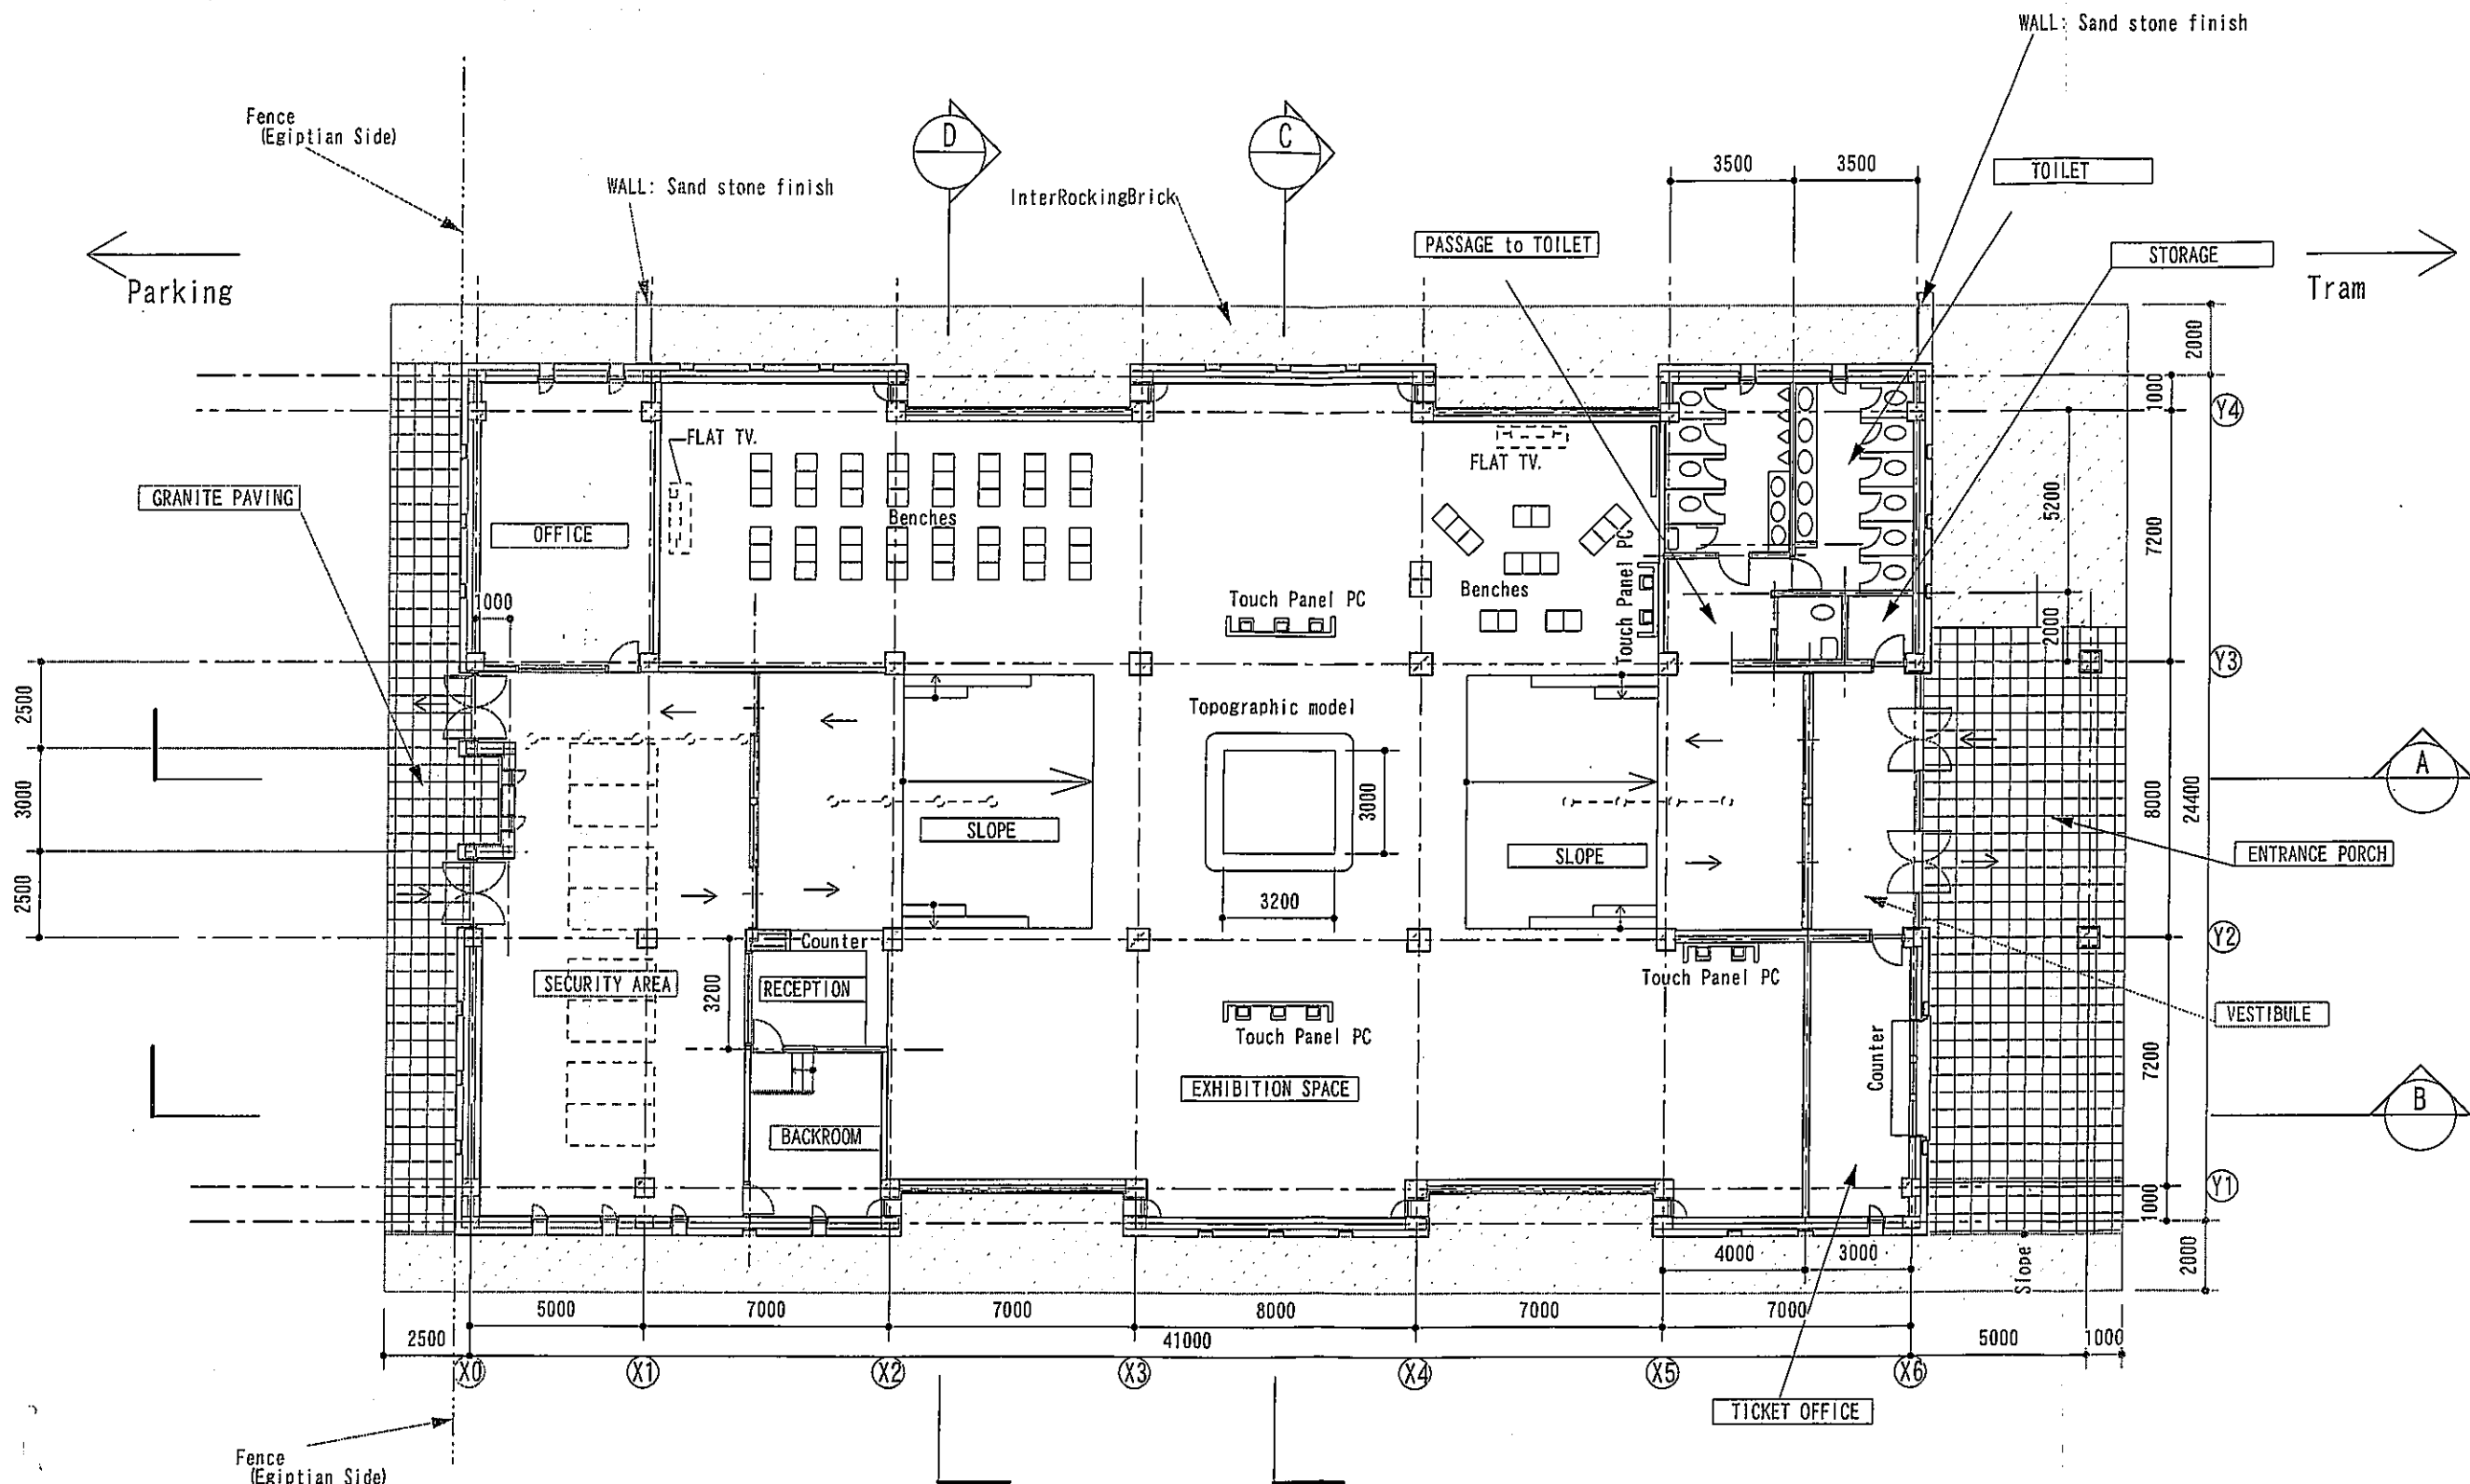 WALL: Sand stone finish
Fence
(Egiptian Side)
D
C
3500
3500
TOILET
WALL: Sand stone finish
InterRockingBrick
PASSAGE to TOILET
STORAGE
Parking
Tram
2000
1000
Y4
FLAT TV.
FLAT TV.
GRANITE PAVING
Benches
OFFICE
5200
7200
1000
Touch Panel PC
Benches
Touch Panel PC
2000
Y3
2500
Topographic model
3000
3000
SLOPE
SLOPE
8000
24400
A
ENTRANCE PORCH
2500
3200
Counter
Y2
SECURITY AREA
3200
RECEPTION
Touch Panel PC
Touch Panel PC
VESTIBULE
Counter
7200
EXHIBITION SPACE
B
BACKROOM
Y1
1000
4000
3000
Slope
2000
5000
7000
7000
8000
7000
7000
2500
41000
5000
1000
X0
X1
X2
X3
X4
X5
X6
TICKET OFFICE
Fence
(Egiptian Side)